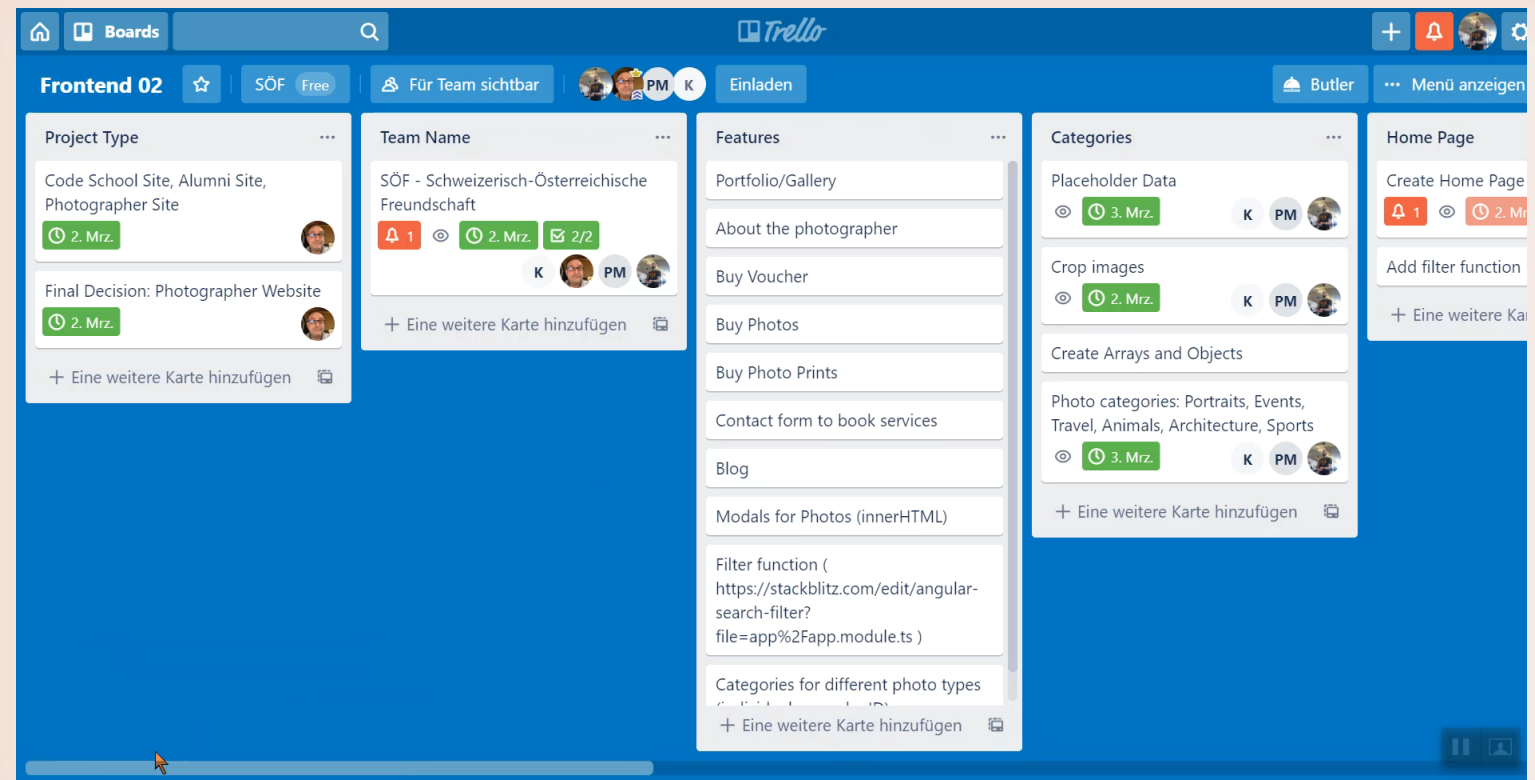 Boards
Trello
Frontend 02
SÖF Free
Für Team sichtbar
PM
K
Einladen
Butler
Menü anzeigen
Project Type
Code School Site, Alumni Site,
Photographer Site
2. Mrz.
Final Decision: Photographer Website
2. Mrz.
Eine weitere Karte hinzufügen
Team Name
SÖF - Schweizerisch-Österreichische
Freundschaft
1
2. Mrz.
2/2
K
PM
Eine weitere Karte hinzufügen
Features
Portfolio/Gallery
About the photographer
Buy Voucher
Buy Photos
Buy Photo Prints
Contact form to book services
Blog
Modals for Photos (innerHTML)
Filter function (
https://stackblitz.com/edit/angular-
search-filter?
file=app%2Fapp.module.ts )
Categories for different photo types
Eine weitere Karte hinzufügen
Categories
Placeholder Data
3. Mrz.
K
PM
Crop images
2. Mrz.
K
PM
Create Arrays and Objects
Photo categories: Portraits, Events,
Travel, Animals, Architecture, Sports
3. Mrz.
K
PM
Eine weitere Karte hinzufügen
Home Page
Create Home Page
1
2.
Add filter function
Eine weitere